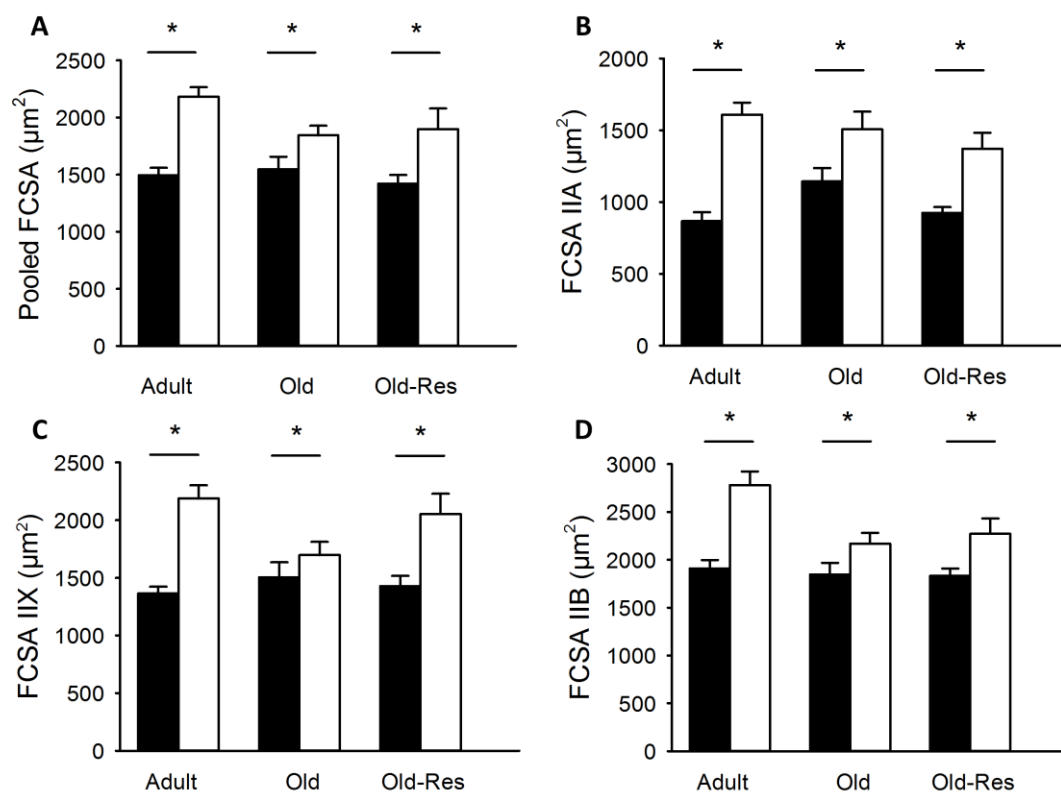 A
* * *
Pooled FCSA (µm²)
2500
2000
1500
1000
500
0
Adult Old Old-Res
B
* * *
FCSA IIA (µm²)
2000
1500
1000
500
0
Adult Old Old-Res
C
* * *
FCSA IIX (µm²)
2500
2000
1500
1000
500
0
Adult Old Old-Res
D
* * *
FCSA IIB (µm²)
3000
2500
2000
1500
1000
500
0
Adult Old Old-Res